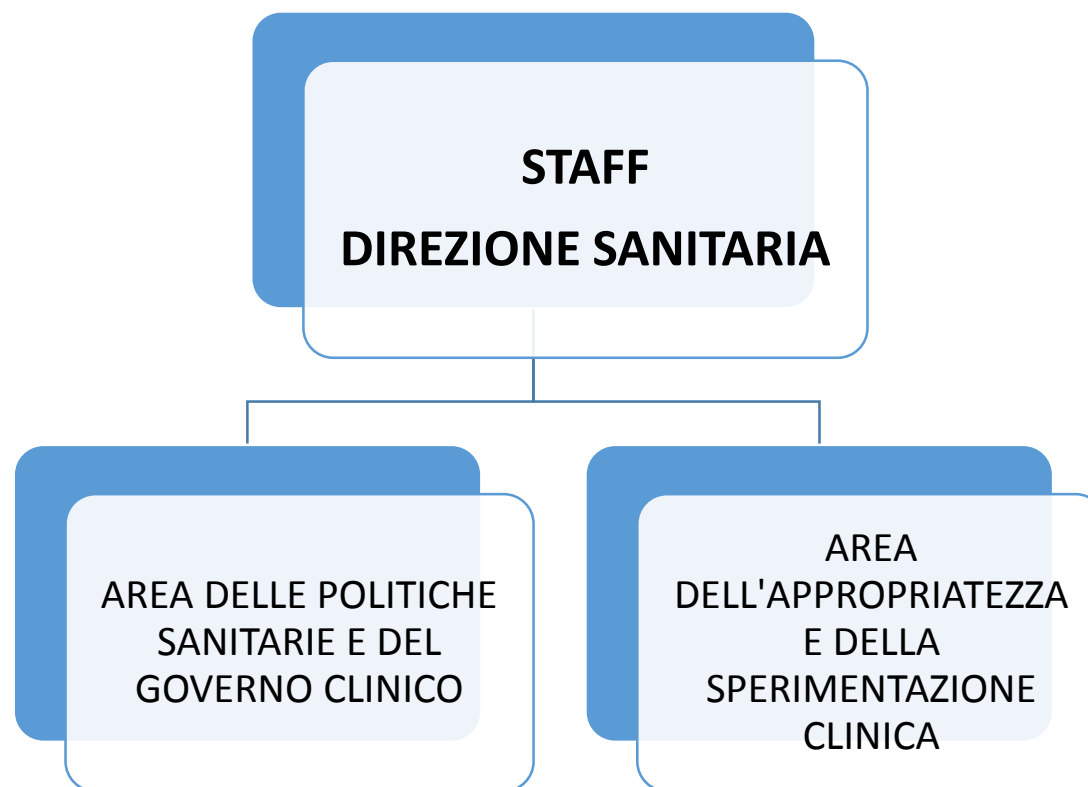 STAFF
DIREZIONE SANITARIA
AREA DELLE POLITICHE
SANITARIE E DEL
GOVERNO CLINICO
AREA
DELL'APPROPRIATEZZA
E DELLA
SPERIMENTAZIONE
CLINICA